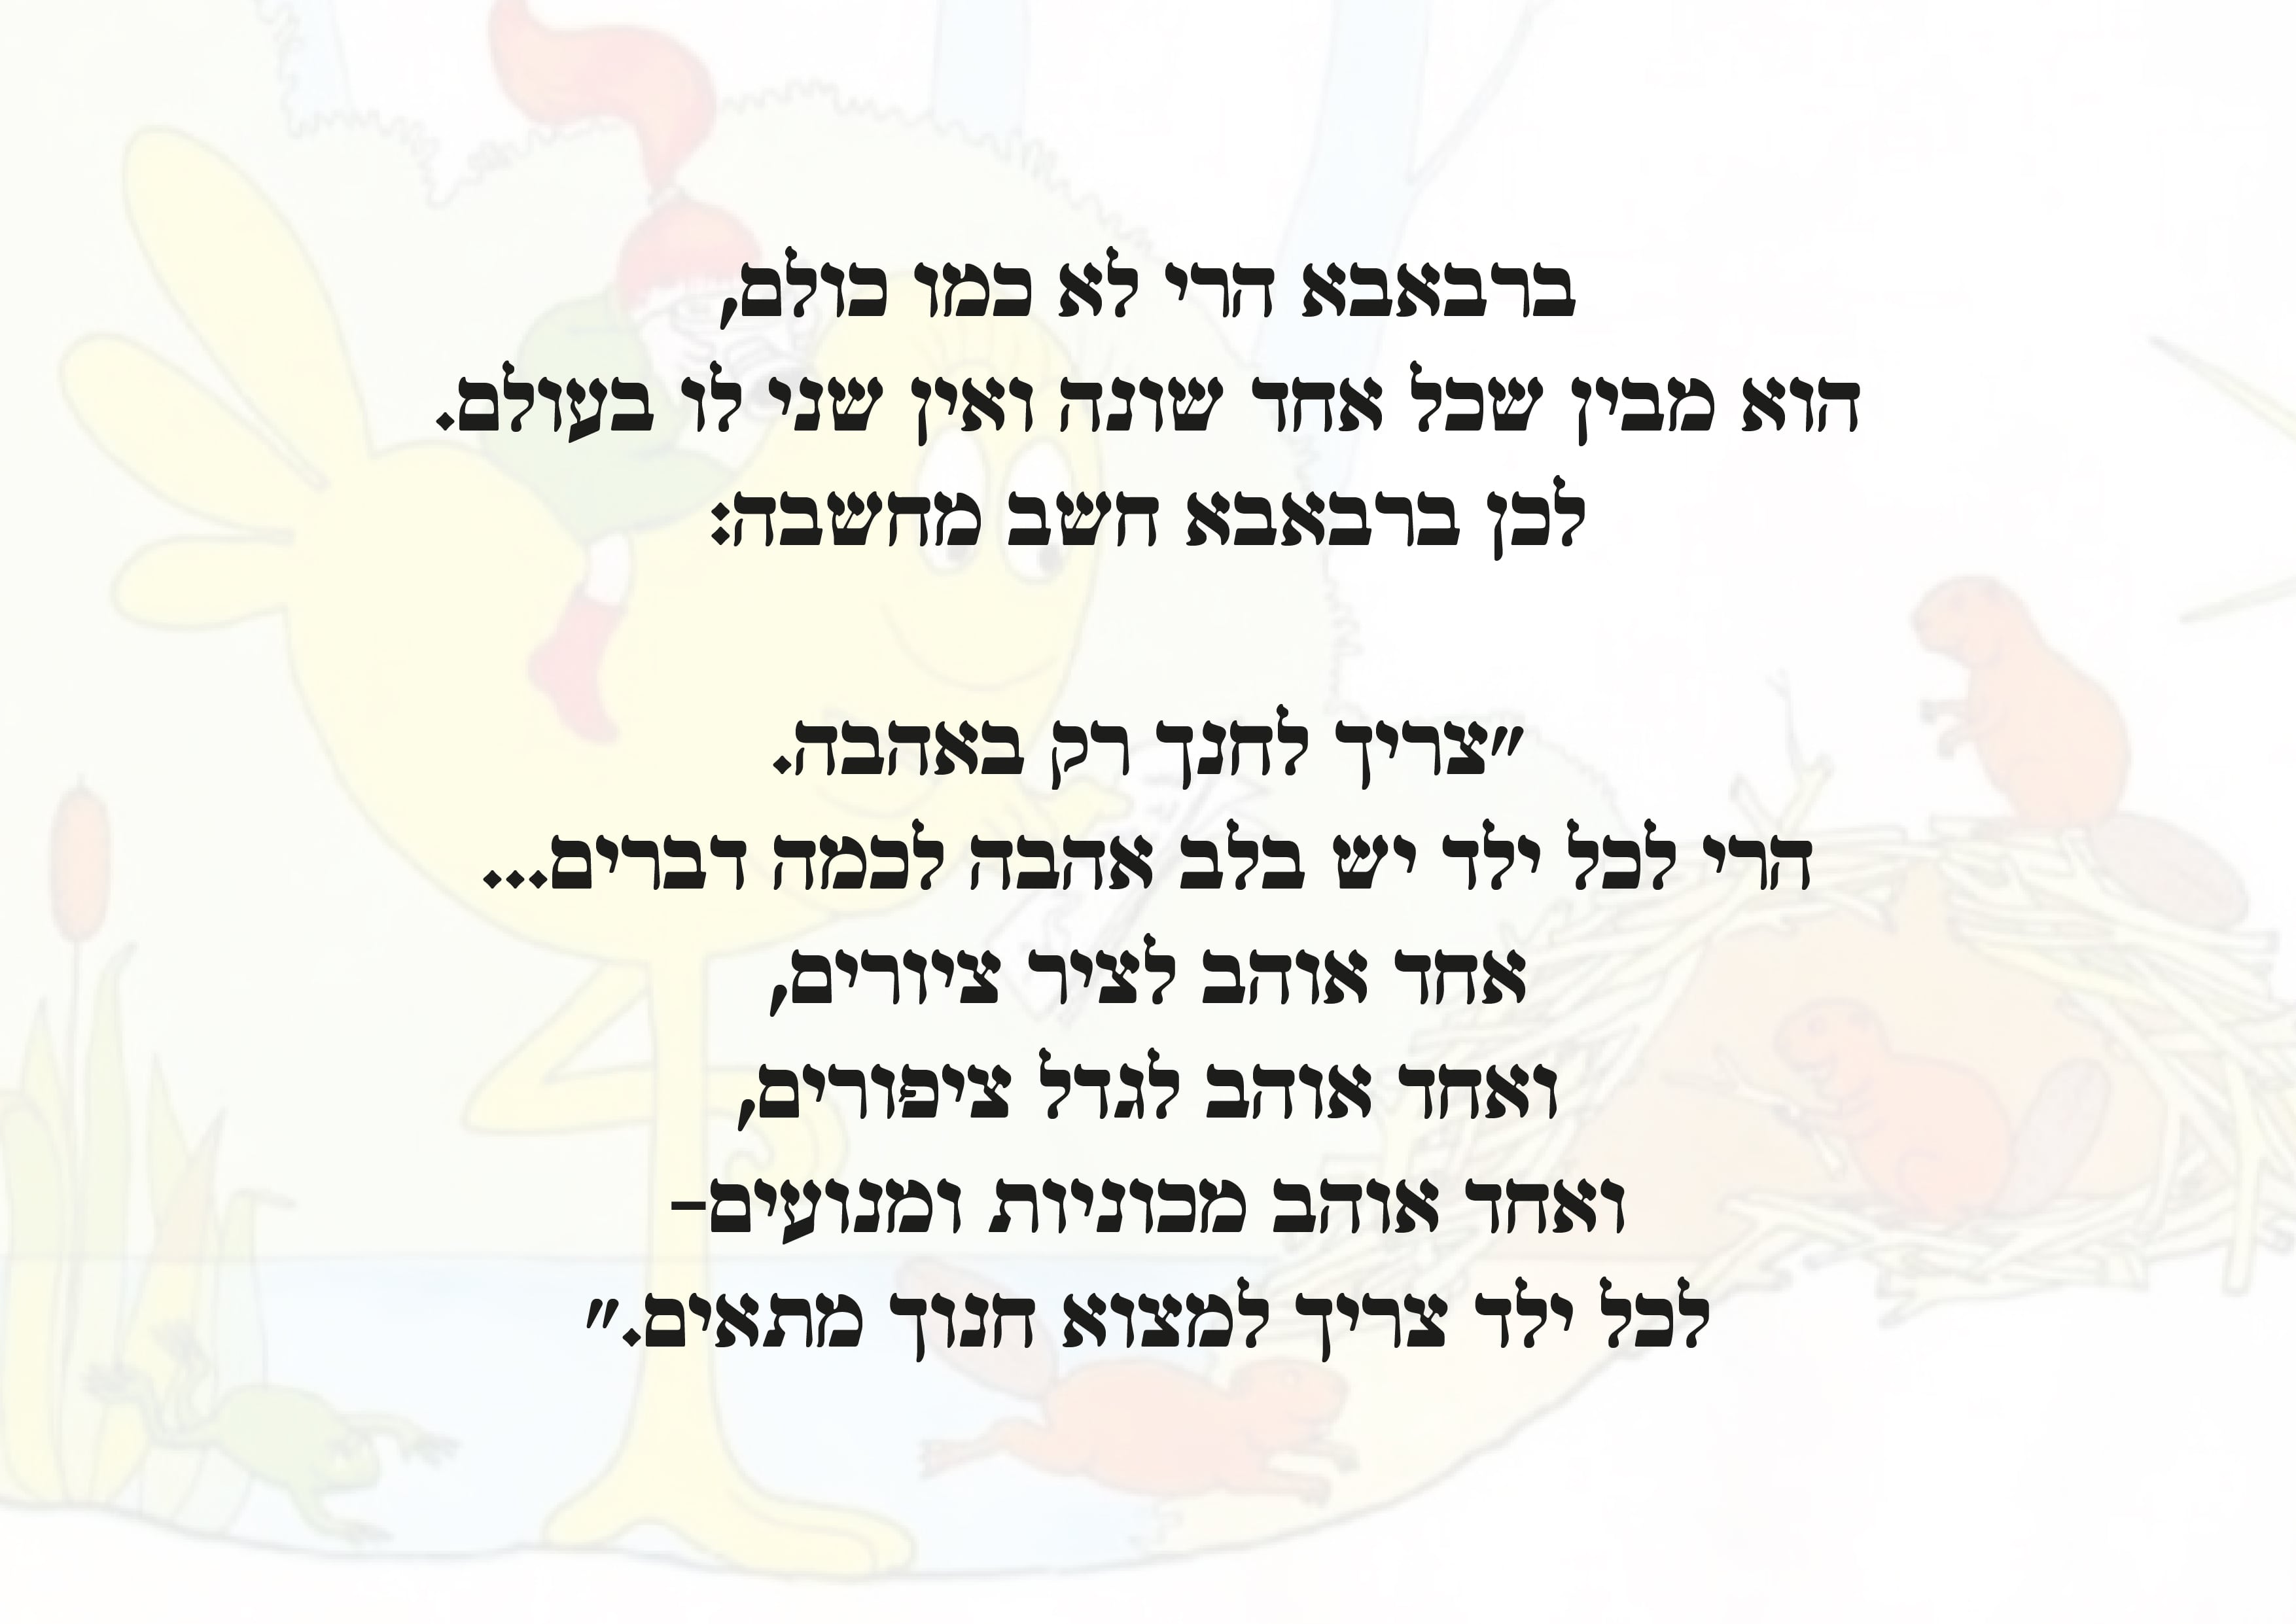 ברבאבא הרי לא כמו כולם,
הוא מבין שכל אחד שונה ואין שני לו בעולם.
לכן ברבאבא חשב מחשבה:
"צריך לחנך רק באהבה.
הרי לכל ילד יש בלב אהבה לכמה דברים...
אחד אוהב לציר ציורים,
ואחד אוהב לגדל ציפורים,
ואחד אוהב מכוניות ומנועים-
לכל ילד צריך למצוא חנוך מתאים."